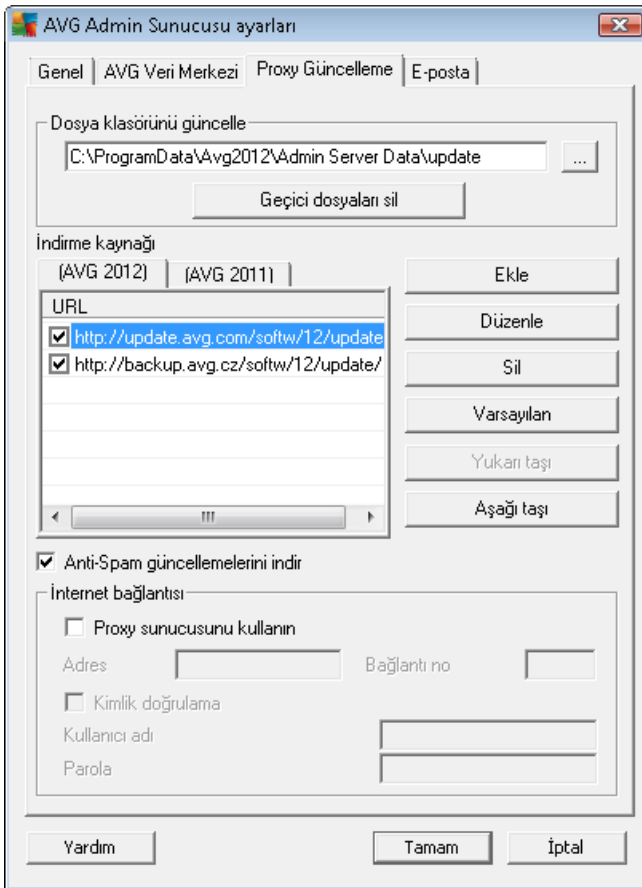 AVG Admin Sunucusu ayarları
Genel
AVG Veri Merkezi
Proxy Güncelleme
E-posta
Dosya klasörünü güncelle
C:\ProgramData\Avg2012\Admin Server Data\update
...
Geçici dosyaları sil
İndirme kaynağı
(AVG 2012)
(AVG 2011)
URL
http://update.avg.com/softw/12/update
http://backup.avg.cz/softw/12/update/
Ekle
Düzenle
Sil
Varsayılan
Yukarı taşı
Aşağı taşı
Anti-Spam güncellemelerini indir
İnternet bağlantısı
Proxy sunucusunu kullanın
Adres
Bağlantı no
Kimlik doğrulama
Kullanıcı adı
Parola
Yardım
Tamam
İptal